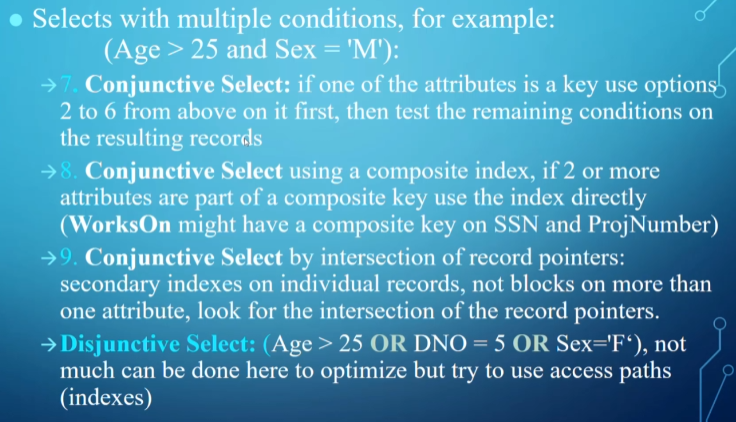 Selects with multiple conditions, for example:
(Age > 25 and Sex = 'M'):
→7. Conjunctive Select: if one of the attributes is a key use options
2 to 6 from above on it first, then test the remaining conditions on
the resulting records
→8. Conjunctive Select using a composite index, if 2 or more
attributes are part of a composite key use the index directly
(WorksOn might have a composite key on SSN and ProjNumber)
→9. Conjunctive Select by intersection of record pointers:
secondary indexes on individual records, not blocks on more than
one attribute, look for the intersection of the record pointers.
→Disjunctive Select: (Age > 25 OR DNO = 5 OR Sex='F‘), not
much can be done here to optimize but try to use access paths
(indexes)